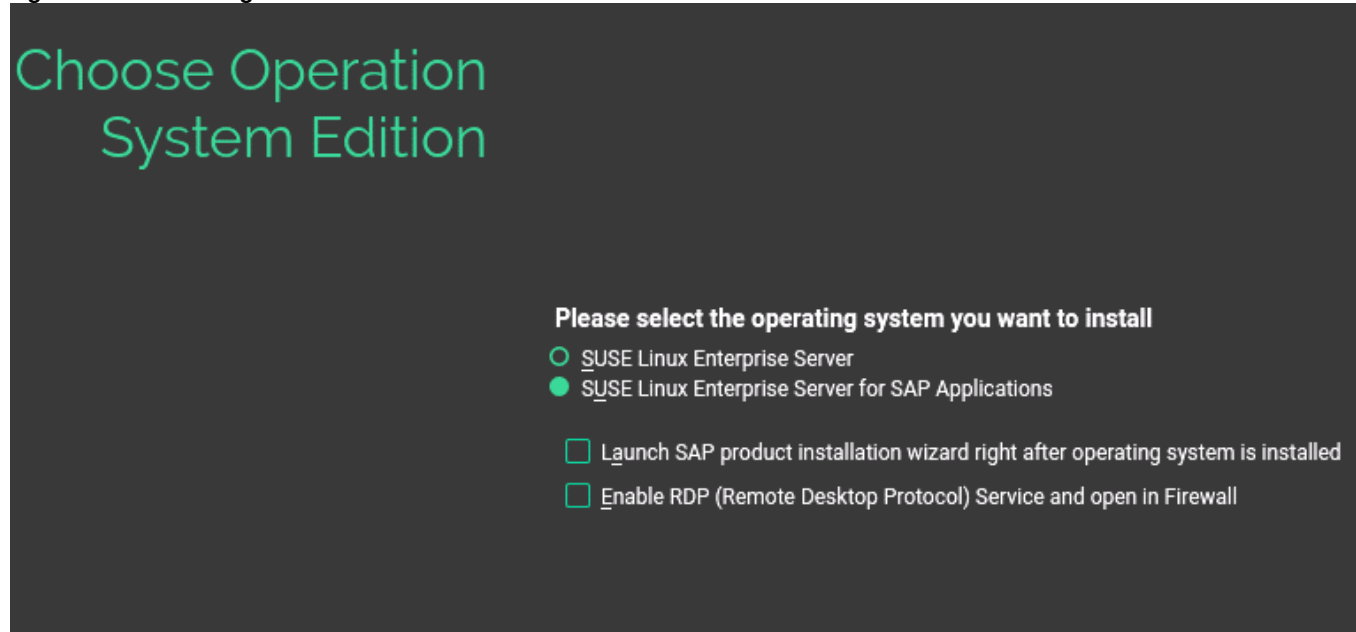 Choose Operation
System Edition
Please select the operating system you want to install
SUSE Linux Enterprise Server
SUSE Linux Enterprise Server for SAP Applications
Launch SAP product installation wizard right after operating system is installed
Enable RDP (Remote Desktop Protocol) Service and open in Firewall